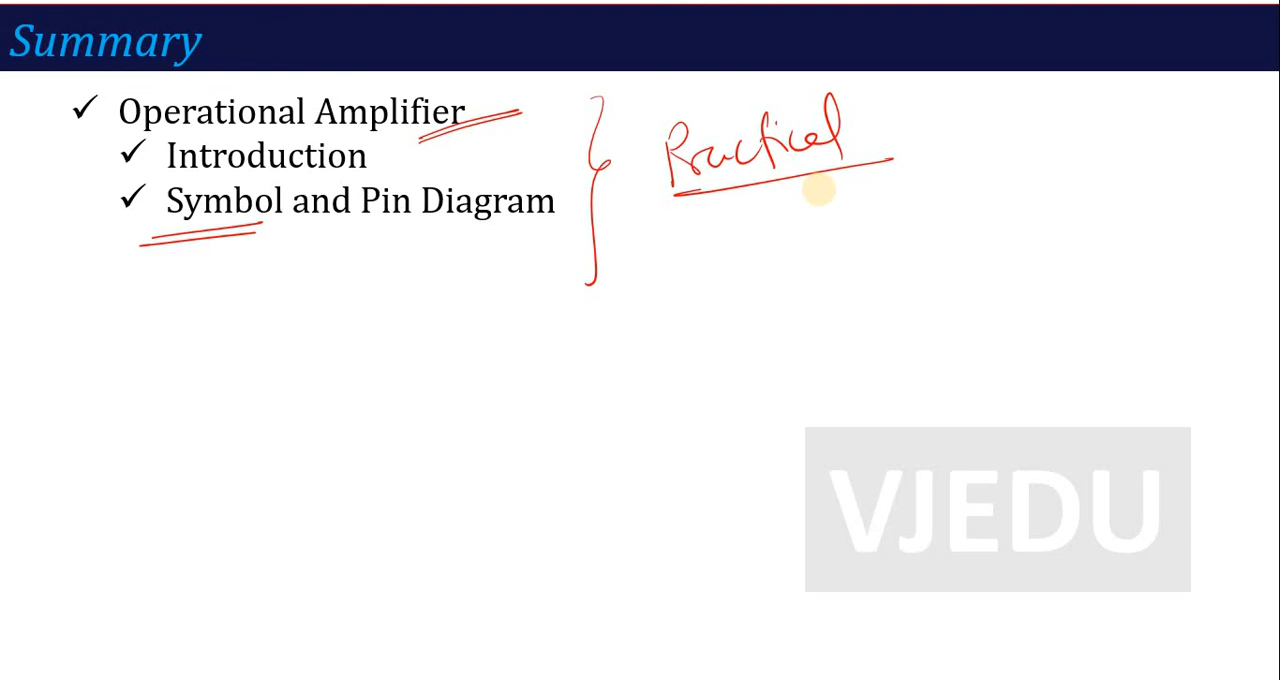 Summary
✓ Operational Amplifier
✓ Introduction
✓ Symbol and Pin Diagram
Practical
VJEDU